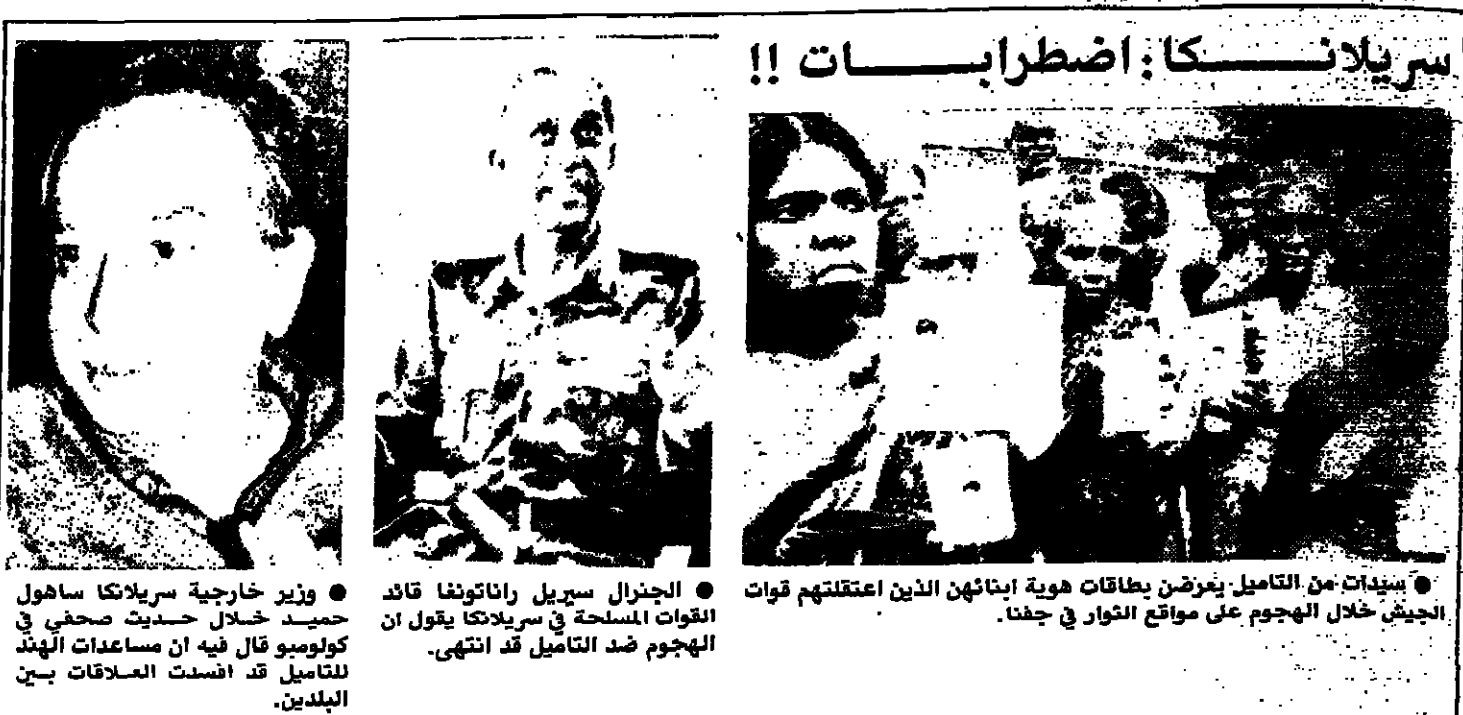 سريلانكا : اضطرابات !!
● سيدات من التاميل يعرضن بطاقات هوية ابنائهن الذين اعتقلتهم قوات
الجيش خلال الهجوم على مواقع الثوار في جفنا.
● الجنرال سيريل راناتونغا قائد
القوات المسلحة في سريلانكا يقول ان
الهجوم ضد التاميل قد انتهى.
● وزير خارجية سريلانكا ساهول
حميد خلال حديث صحفي في
كولومبو قال فيه ان مساعدات الهند
للتاميل قد افسدت العلاقات بين
البلدين.